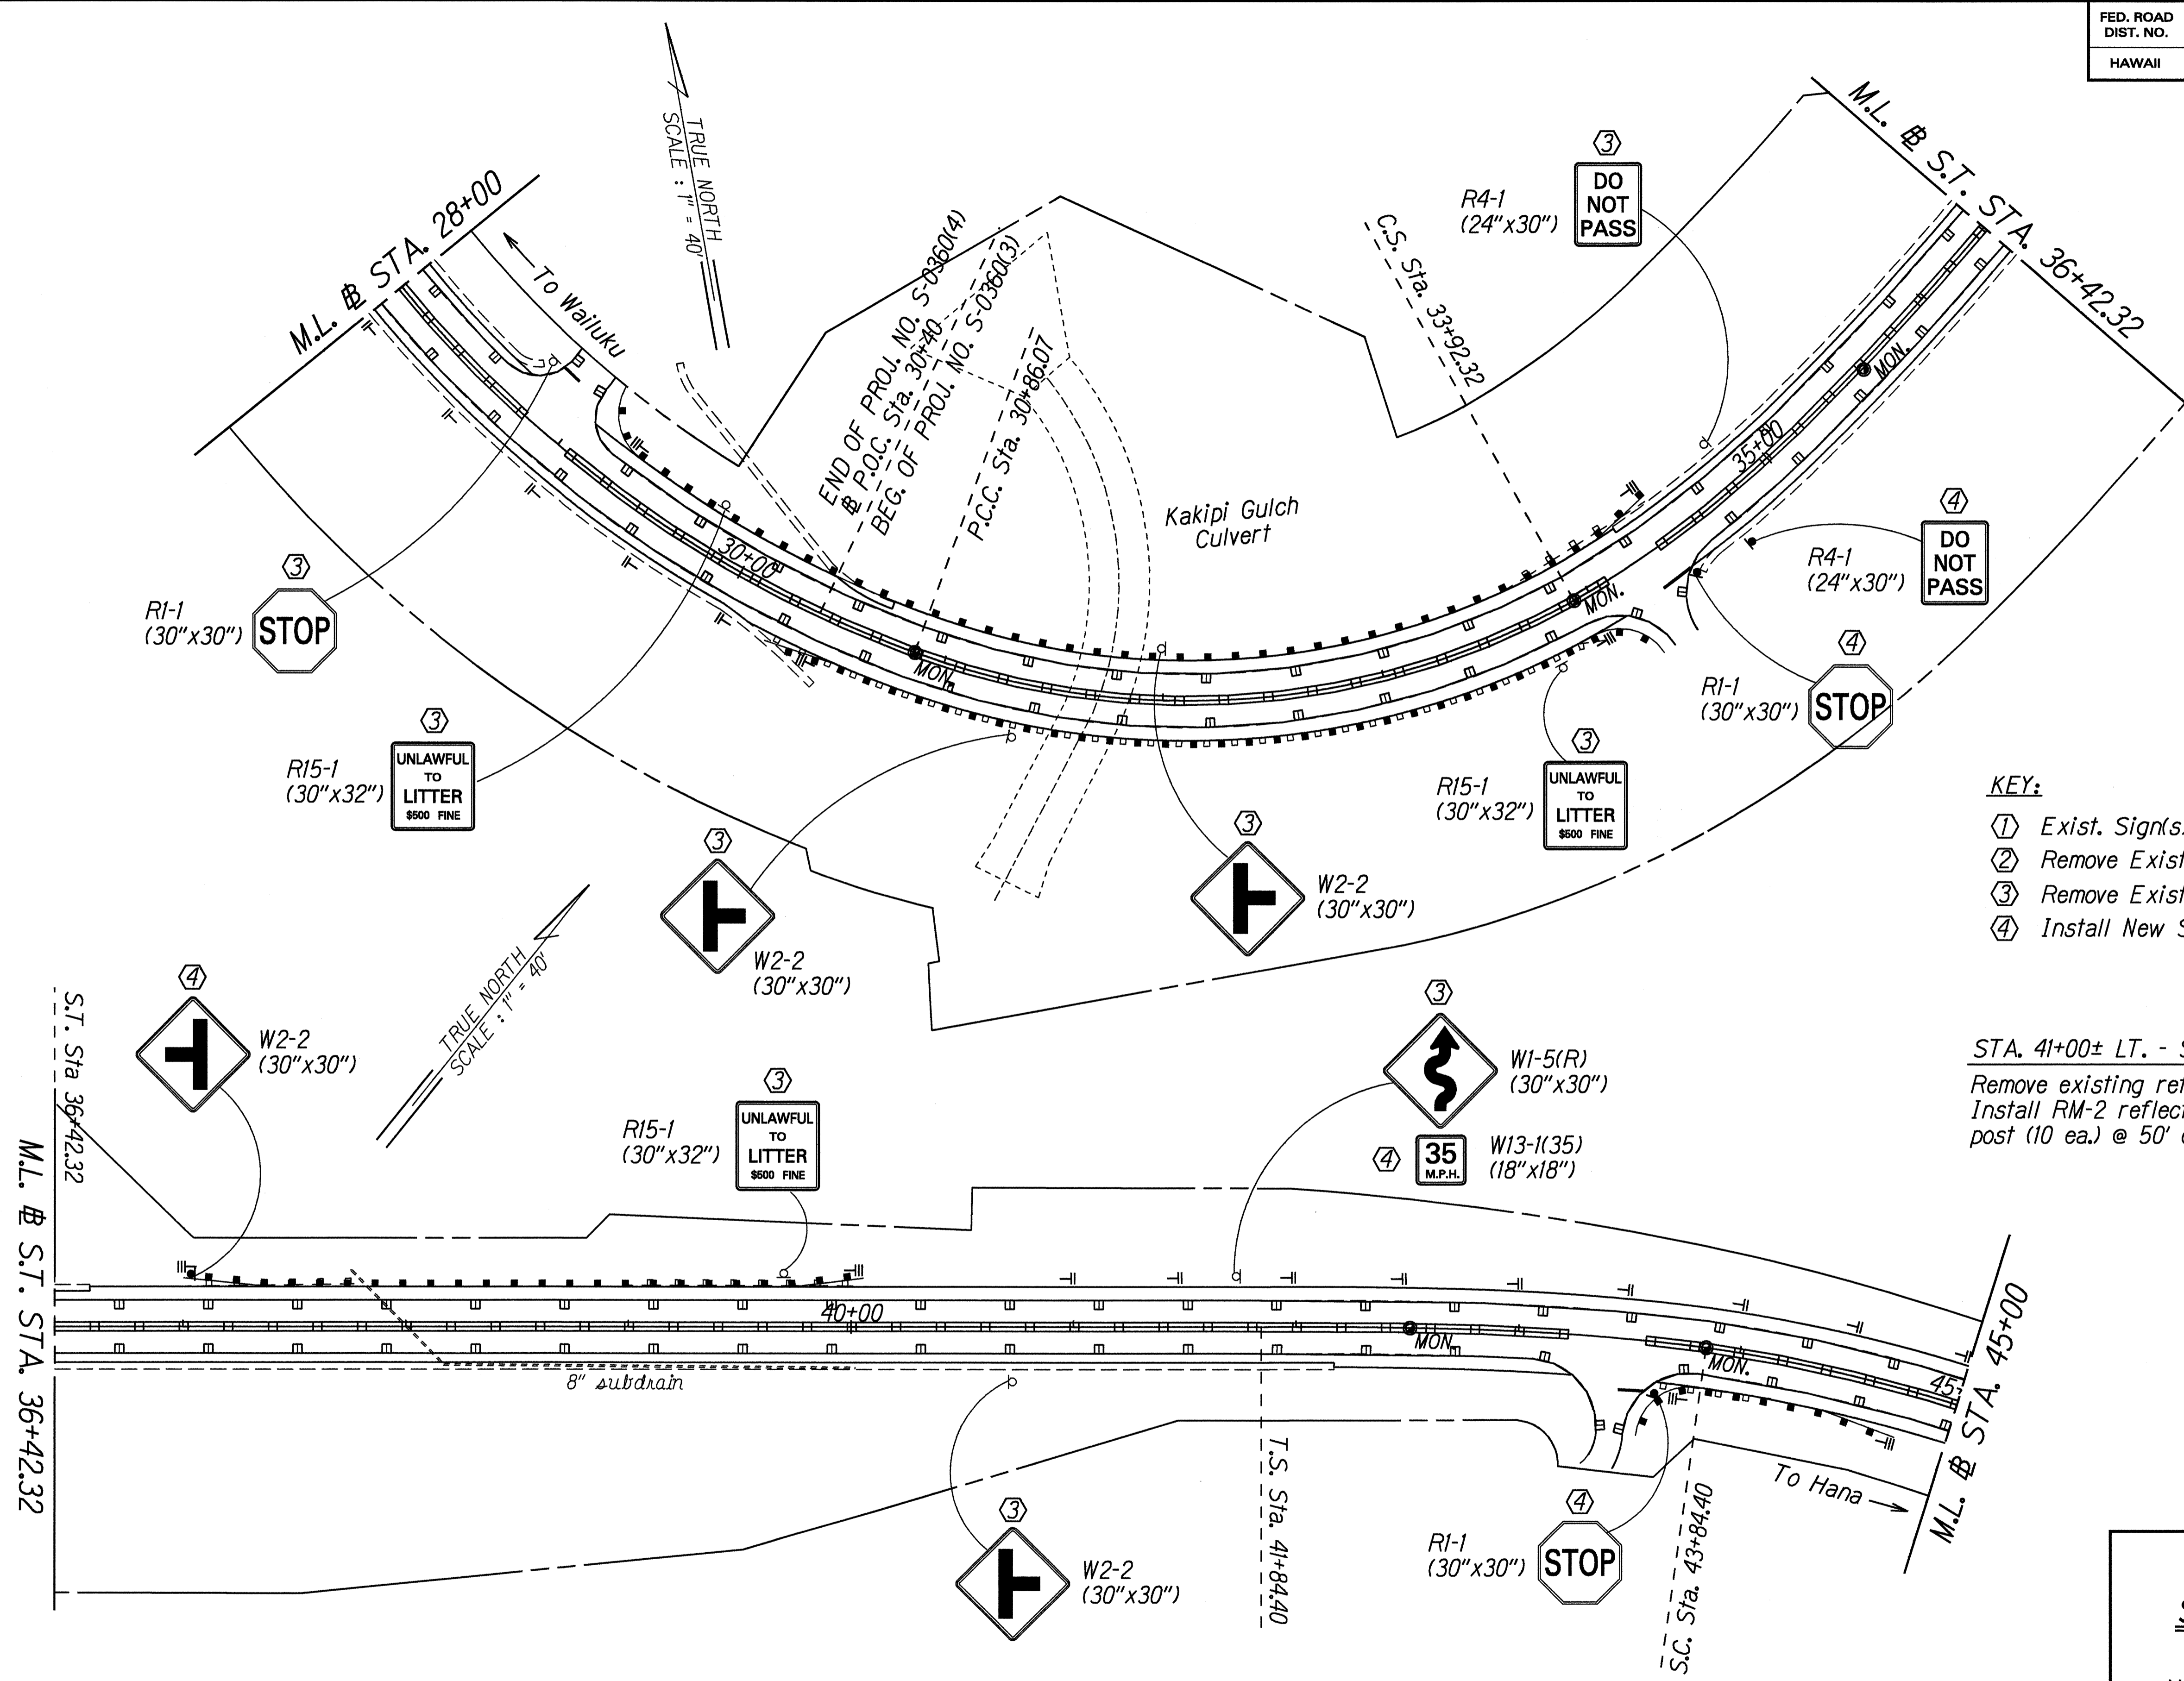 FED. ROAD
DIST. NO.
HAWAII
TRUE NORTH
SCALE : 1" = 40'
M.L. ℄ STA. 28+00
To Wailuku
END OF PROJ. NO. S-0360(4)
℄ P.O.C. Sta. 30+40
BEG. OF PROJ. NO. S-0360(3)
P.C.C. Sta. 30+86.07
C.S. Sta. 33+92.32
M.L. ℄ S.T. STA. 36+42.32
3
DO
NOT
PASS
R4-1
(24"x30")
MON.
35+00
Kakipi Gulch
Culvert
30+00
MON.
MON.
4
DO
NOT
PASS
R4-1
(24"x30")
3
STOP
R1-1
(30"x30")
4
STOP
R1-1
(30"x30")
3
UNLAWFUL
TO
LITTER
$500 FINE
R15-1
(30"x32")
3
UNLAWFUL
TO
LITTER
$500 FINE
R15-1
(30"x32")
3
W2-2
(30"x30")
3
W2-2
(30"x30")
KEY:
1 Exist. Sign(s
2 Remove Exist
3 Remove Exist
4 Install New S
TRUE NORTH
SCALE : 1" = 40'
4
W2-2
(30"x30")
S.T. Sta 36+42.32
M.L. ℄ S.T. STA. 36+42.32
3
UNLAWFUL
TO
LITTER
$500 FINE
R15-1
(30"x32")
3
W1-5(R)
(30"x30")
4
35
M.P.H.
W13-1(35)
(18"x18")
STA. 41+00± LT. - S
Remove existing ref
Install RM-2 reflect
post (10 ea.) @ 50'
40+00
8" subdrain
MON.
MON.
45+
M.L. ℄ STA. 45+00
T.S. Sta. 41+84.40
S.C. Sta. 43+84.40
To Hana
3
W2-2
(30"x30")
4
STOP
R1-1
(30"x30")